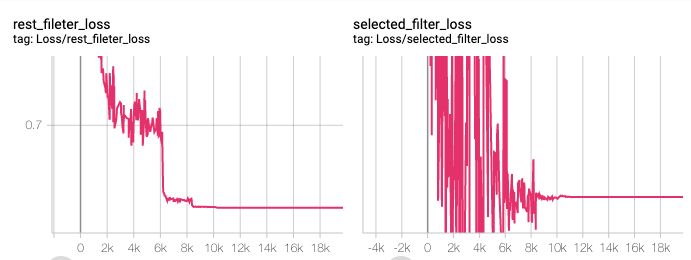 rest_fileter_loss
tag: Loss/rest_fileter_loss
0.7
0 2k 4k 6k 8k 10k 12k 14k 16k 18k
selected_filter_loss
tag: Loss/selected_filter_loss
-4k -2k 0 2k 4k 6k 8k 10k 12k 14k 16k 18k